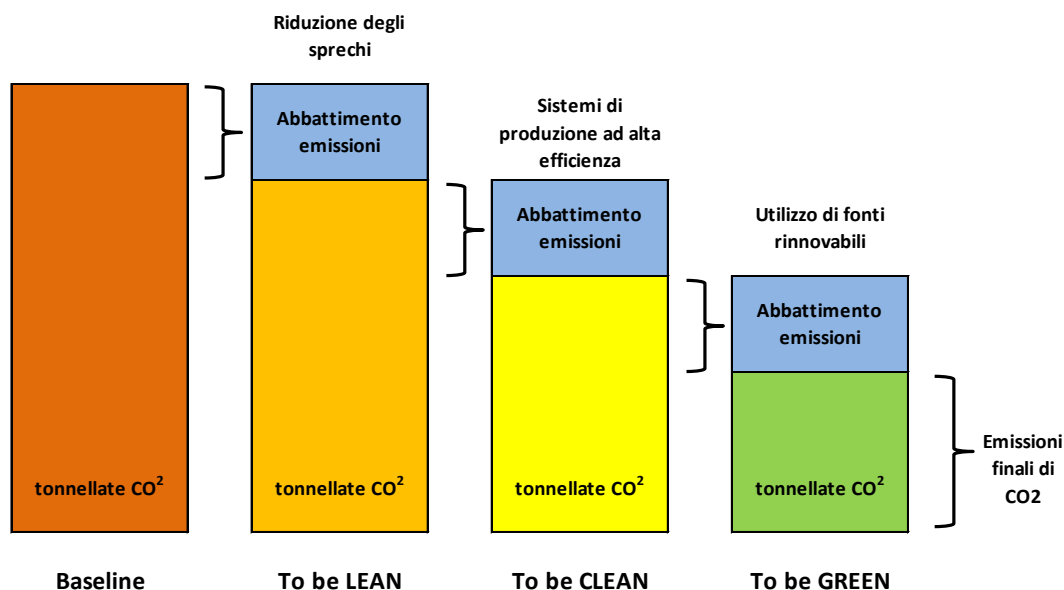 Riduzione degli
sprechi
Abbattimento
emissioni
Sistemi di
produzione ad alta
efficienza
Abbattimento
emissioni
Utilizzo di fonti
rinnovabili
Abbattimento
emissioni
tonnellate CO²
tonnellate CO²
tonnellate CO²
tonnellate CO²
Emissioni
finali di
CO2
Baseline
To be LEAN
To be CLEAN
To be GREEN